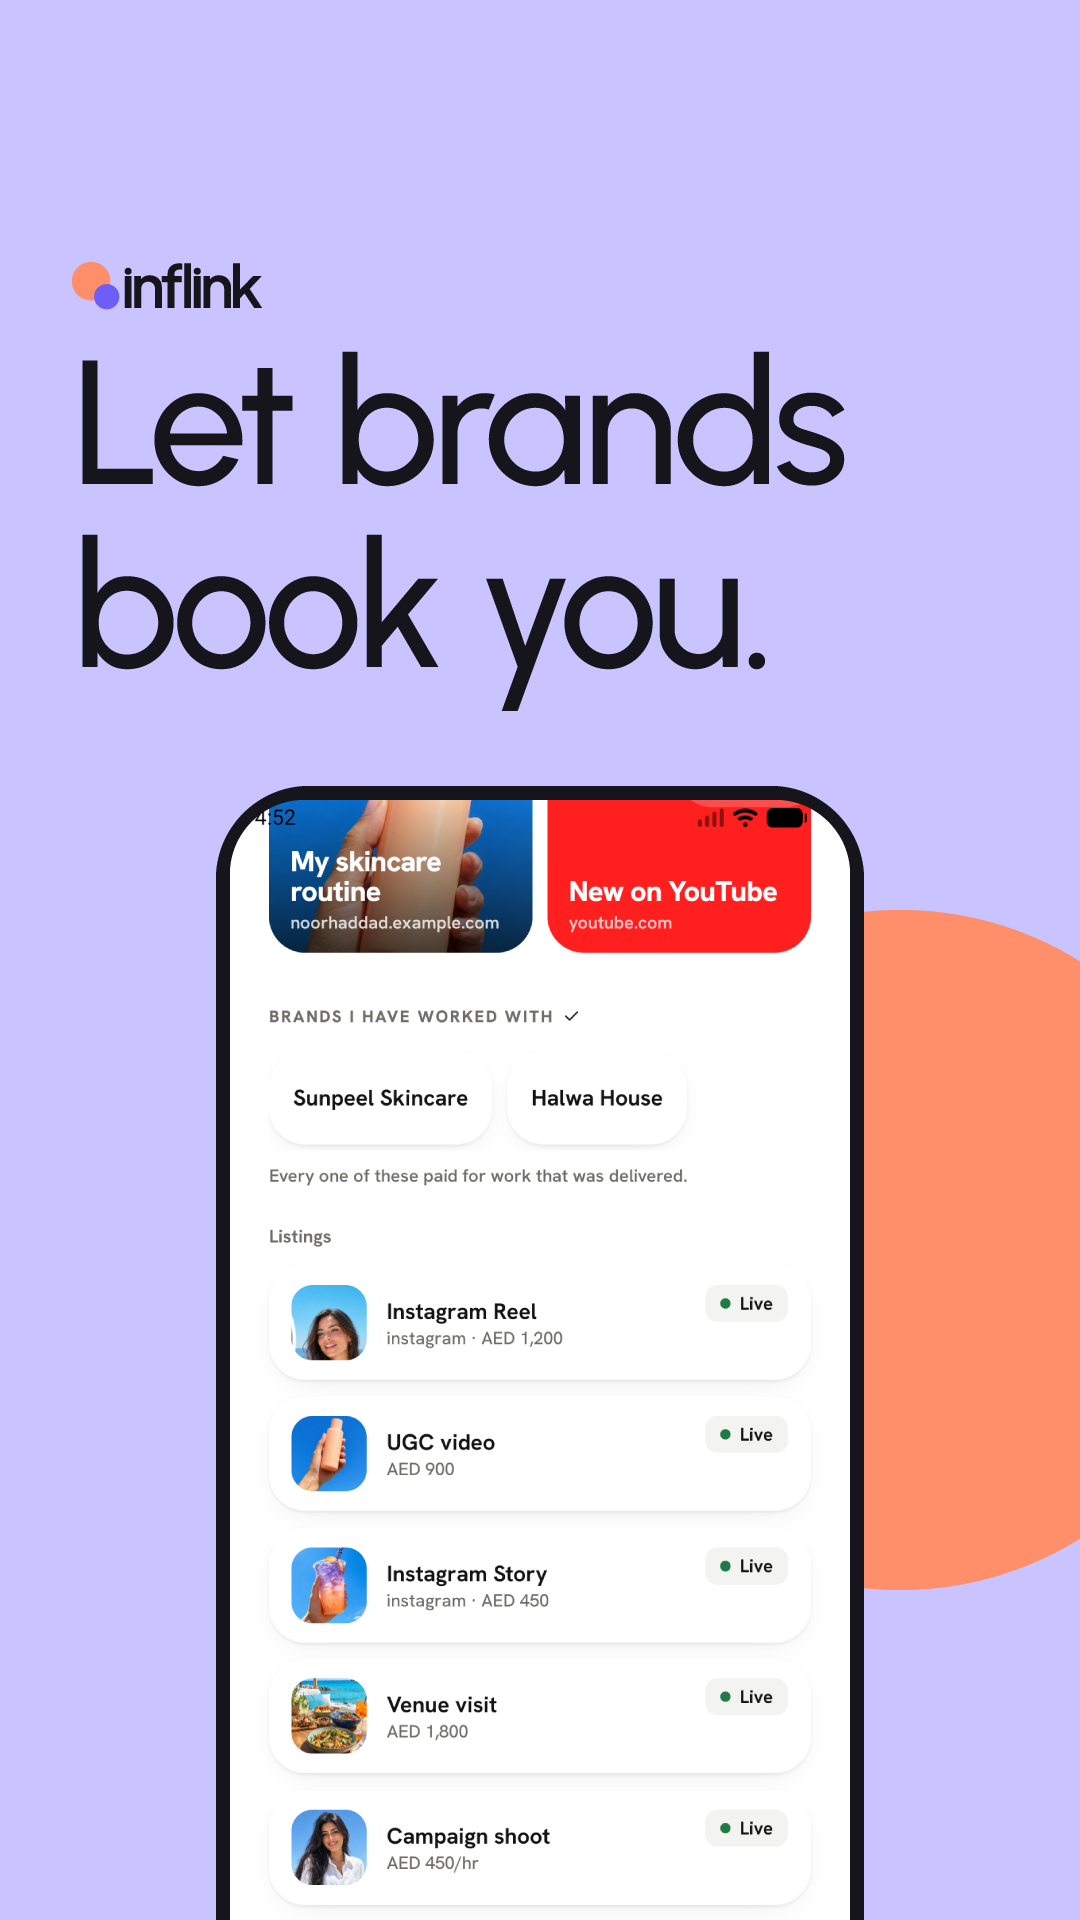 inflink
Let brands
book you.
4:52
My skincare
routine
noorhaddad.example.com
New on YouTube
youtube.com
BRANDS I HAVE WORKED WITH ✓
Sunpeel Skincare
Halwa House
Every one of these paid for work that was delivered.
Listings
Instagram Reel
instagram · AED 1,200
Live
UGC video
AED 900
Live
Instagram Story
instagram · AED 450
Live
Venue visit
AED 1,800
Live
Campaign shoot
AED 450/hr
Live